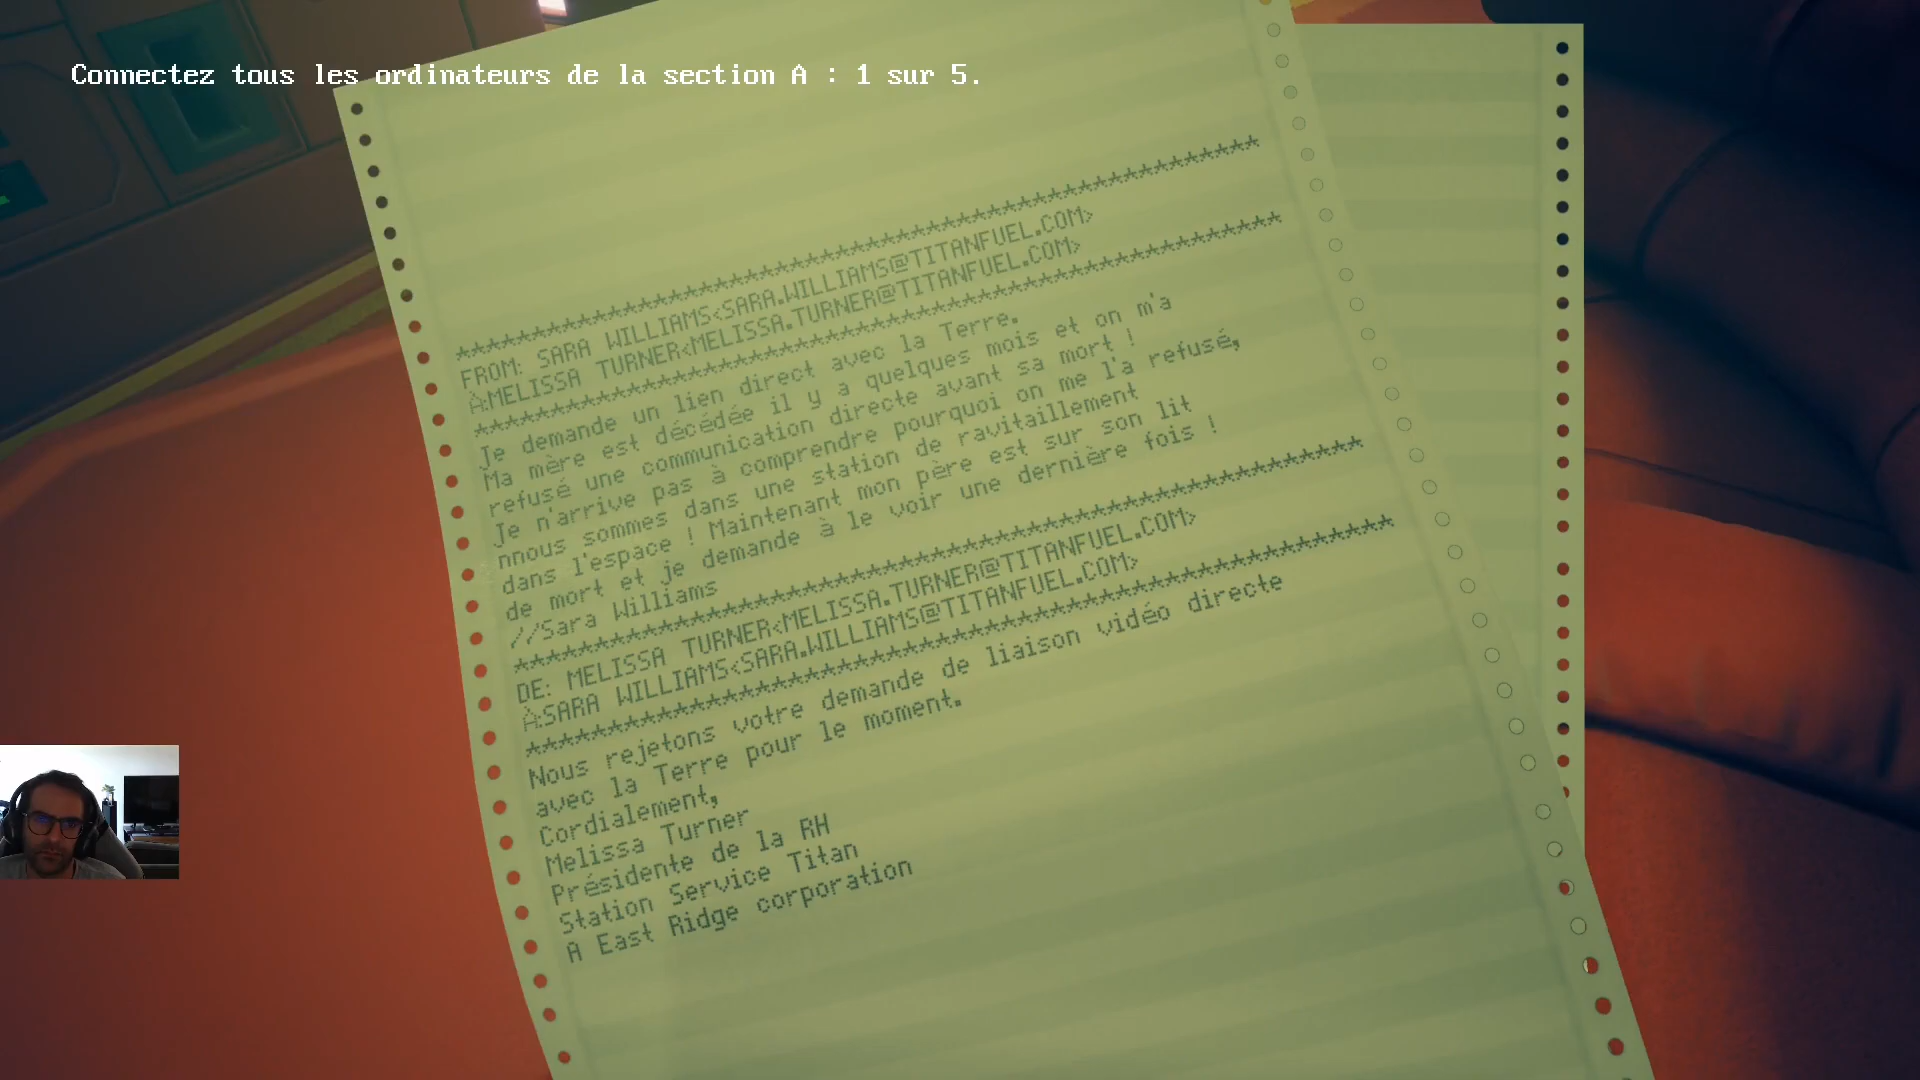 Connectez tous les ordinateurs de la section A : 1 sur 5.
************************************************************
FROM: SARA WILLIAMS<SARA.WILLIAMS@TITANFUEL.COM>
À:MELISSA TURNER<MELISSA.TURNER@TITANFUEL.COM>
************************************************************
Je demande un lien direct avec la Terre.
Ma mère est décédée il y a quelques mois et on m'a
refusé une communication directe avant sa mort !
Je n'arrive pas à comprendre pourquoi on me l'a refusé,
nnous sommes dans une station de ravitaillement
dans l'espace ! Maintenant mon père est sur son lit
de mort et je demande à le voir une dernière fois !
//Sara Williams
************************************************************
DE: MELISSA TURNER<MELISSA.TURNER@TITANFUEL.COM>
À:SARA WILLIAMS<SARA.WILLIAMS@TITANFUEL.COM>
************************************************************
Nous rejetons votre demande de liaison vidéo directe
avec la Terre pour le moment.
Cordialement,
Melissa Turner
Présidente de la RH
Station Service Titan
A East Ridge corporation